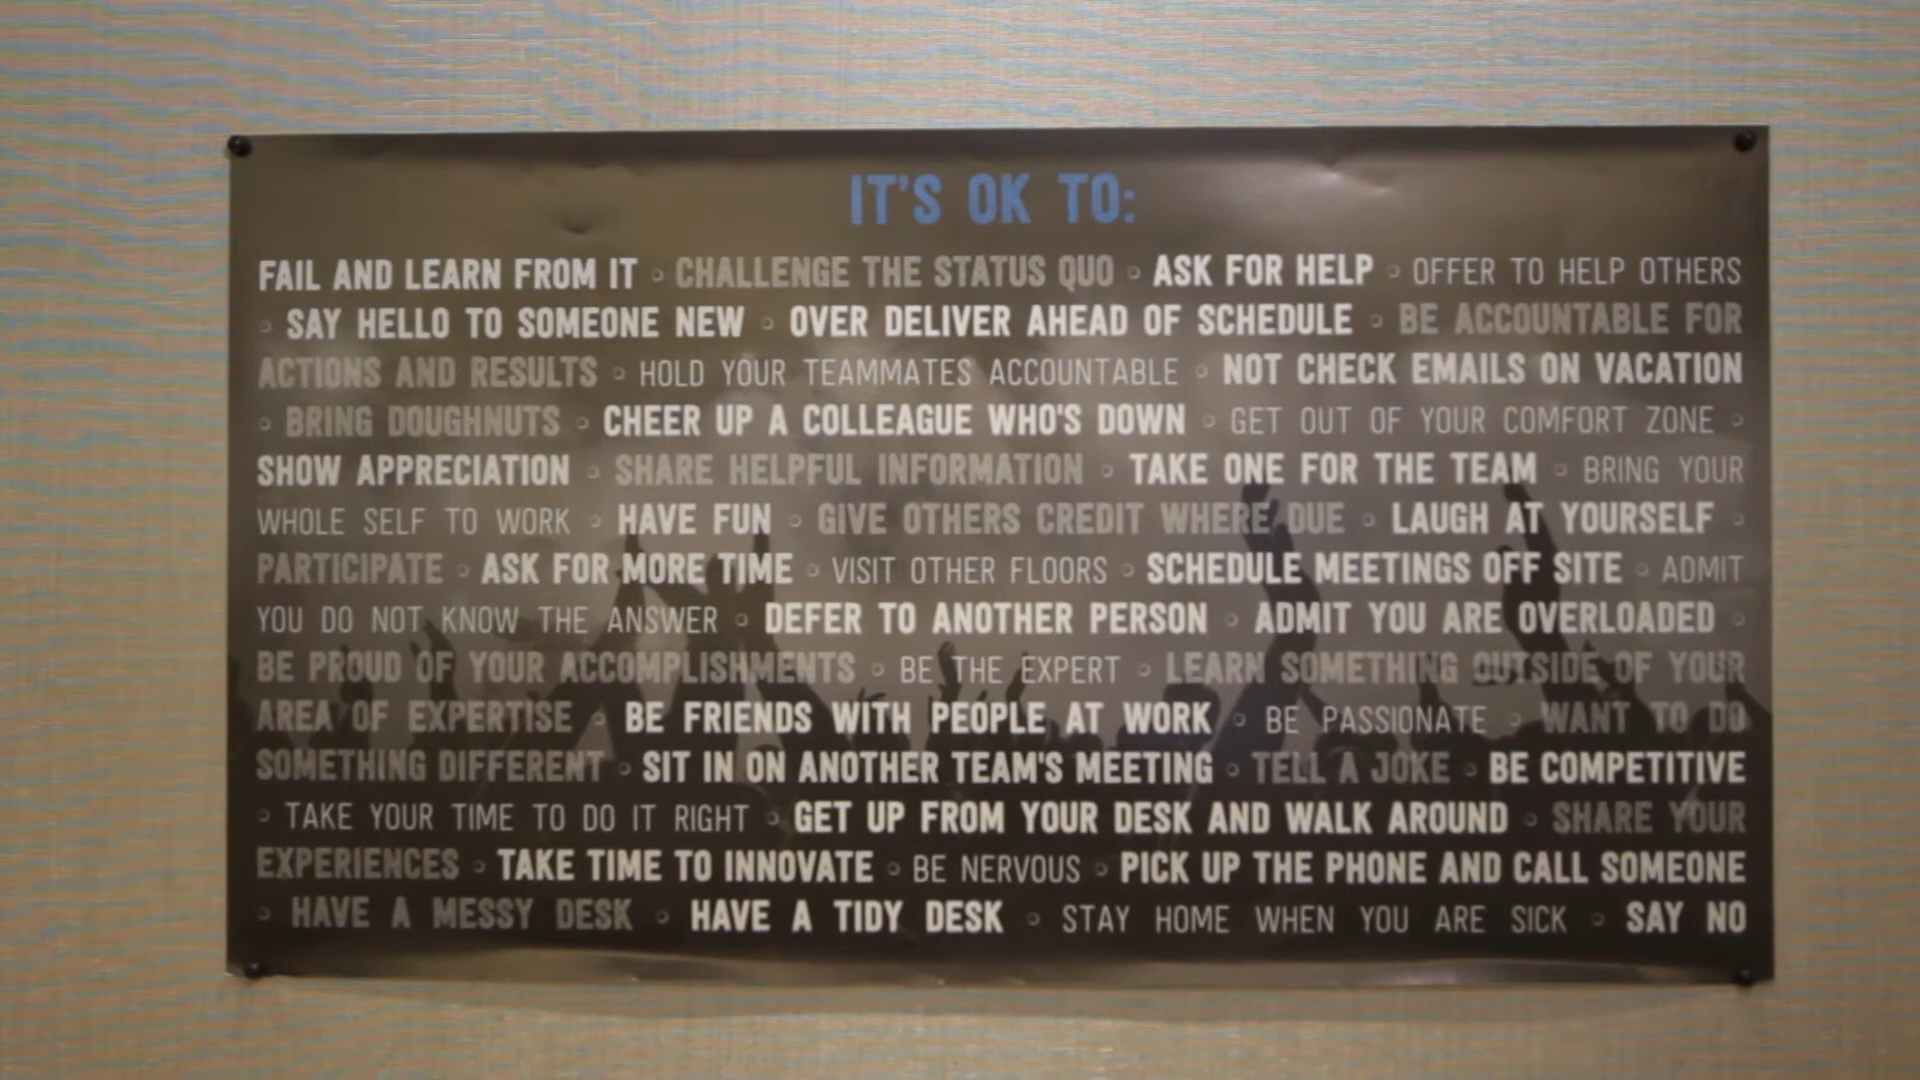 IT'S OK TO:
FAIL AND LEARN FROM IT ◦ CHALLENGE THE STATUS QUO ◦ ASK FOR HELP ◦ OFFER TO HELP OTHERS
◦ SAY HELLO TO SOMEONE NEW ◦ OVER DELIVER AHEAD OF SCHEDULE ◦ BE ACCOUNTABLE FOR
ACTIONS AND RESULTS ◦ HOLD YOUR TEAMMATES ACCOUNTABLE ◦ NOT CHECK EMAILS ON VACATION
◦ BRING DOUGHNUTS ◦ CHEER UP A COLLEAGUE WHO'S DOWN ◦ GET OUT OF YOUR COMFORT ZONE ◦
SHOW APPRECIATION ◦ SHARE HELPFUL INFORMATION ◦ TAKE ONE FOR THE TEAM ◦ BRING YOUR
WHOLE SELF TO WORK ◦ HAVE FUN ◦ GIVE OTHERS CREDIT WHERE DUE ◦ LAUGH AT YOURSELF ◦
PARTICIPATE ◦ ASK FOR MORE TIME ◦ VISIT OTHER FLOORS ◦ SCHEDULE MEETINGS OFF SITE ◦ ADMIT
YOU DO NOT KNOW THE ANSWER ◦ DEFER TO ANOTHER PERSON ◦ ADMIT YOU ARE OVERLOADED ◦
BE PROUD OF YOUR ACCOMPLISHMENTS ◦ BE THE EXPERT ◦ LEARN SOMETHING OUTSIDE OF YOUR
AREA OF EXPERTISE ◦ BE FRIENDS WITH PEOPLE AT WORK ◦ BE PASSIONATE ◦ WANT TO DO
SOMETHING DIFFERENT ◦ SIT IN ON ANOTHER TEAM'S MEETING ◦ TELL A JOKE ◦ BE COMPETITIVE
◦ TAKE YOUR TIME TO DO IT RIGHT ◦ GET UP FROM YOUR DESK AND WALK AROUND ◦ SHARE YOUR
EXPERIENCES ◦ TAKE TIME TO INNOVATE ◦ BE NERVOUS ◦ PICK UP THE PHONE AND CALL SOMEONE
◦ HAVE A MESSY DESK ◦ HAVE A TIDY DESK ◦ STAY HOME WHEN YOU ARE SICK ◦ SAY NO